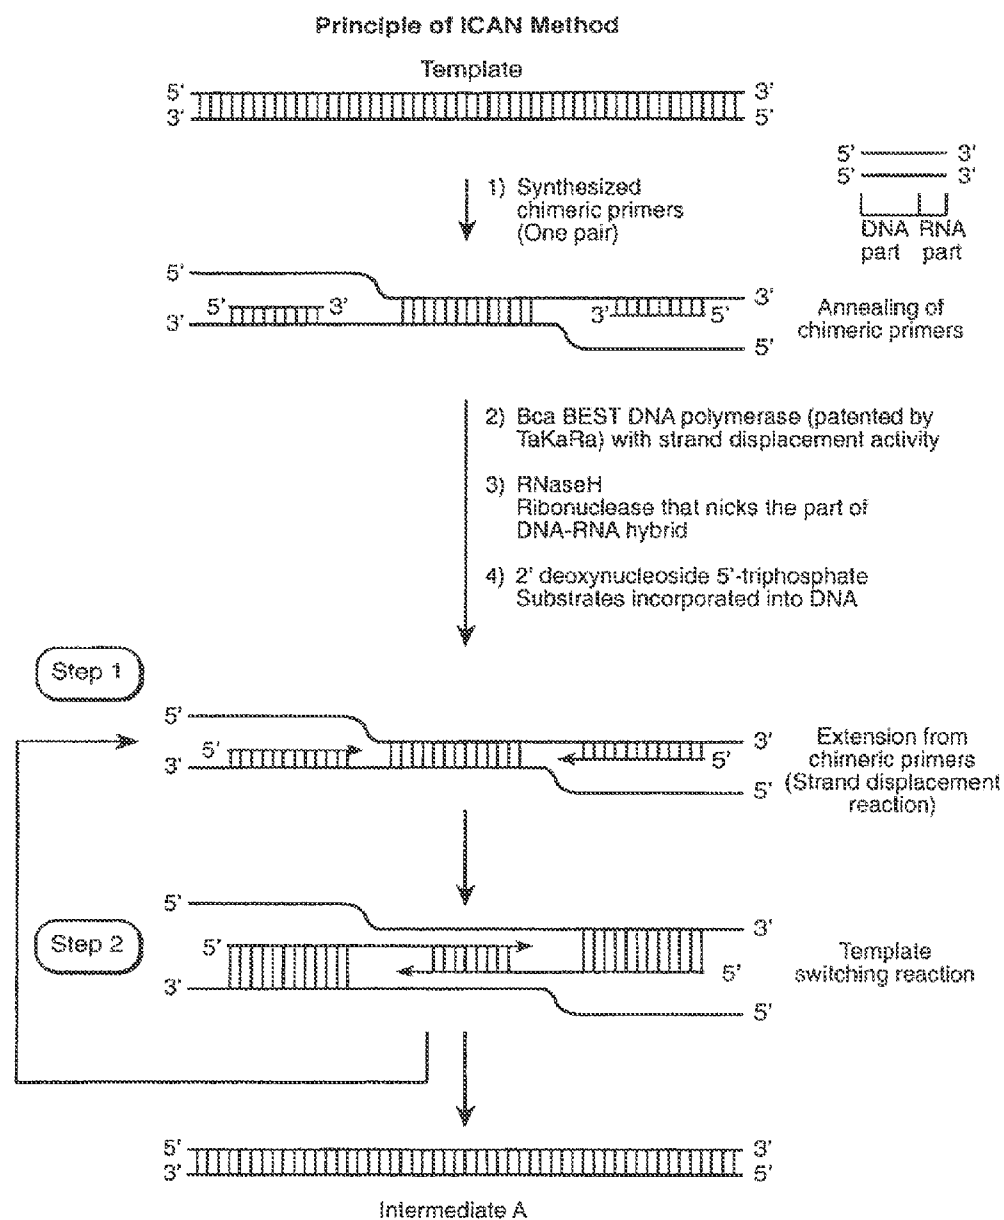 Principle of ICAN Method
Template
5' 3'
3' 5'
5' 3'
5' 3'
DNA RNA
part part
1) Synthesized
chimeric primers
(One pair)
5'
5' 3' 3'
3' 3' 5'
5'
Annealing of
chimeric primers
2) Bca BEST DNA polymerase (patented by
TaKaRa) with strand displacement activity
3) RNaseH
Ribonuclease that nicks the part of
DNA-RNA hybrid
4) 2' deoxynucleoside 5'-triphosphate
Substrates incorporated into DNA
Step 1
5'
5' 3'
3' 5'
5'
Extension from
chimeric primers
(Strand displacement
reaction)
Step 2
5'
5' 3'
3' 5'
5'
Template
switching reaction
5' 3'
3' 5'
Intermediate A